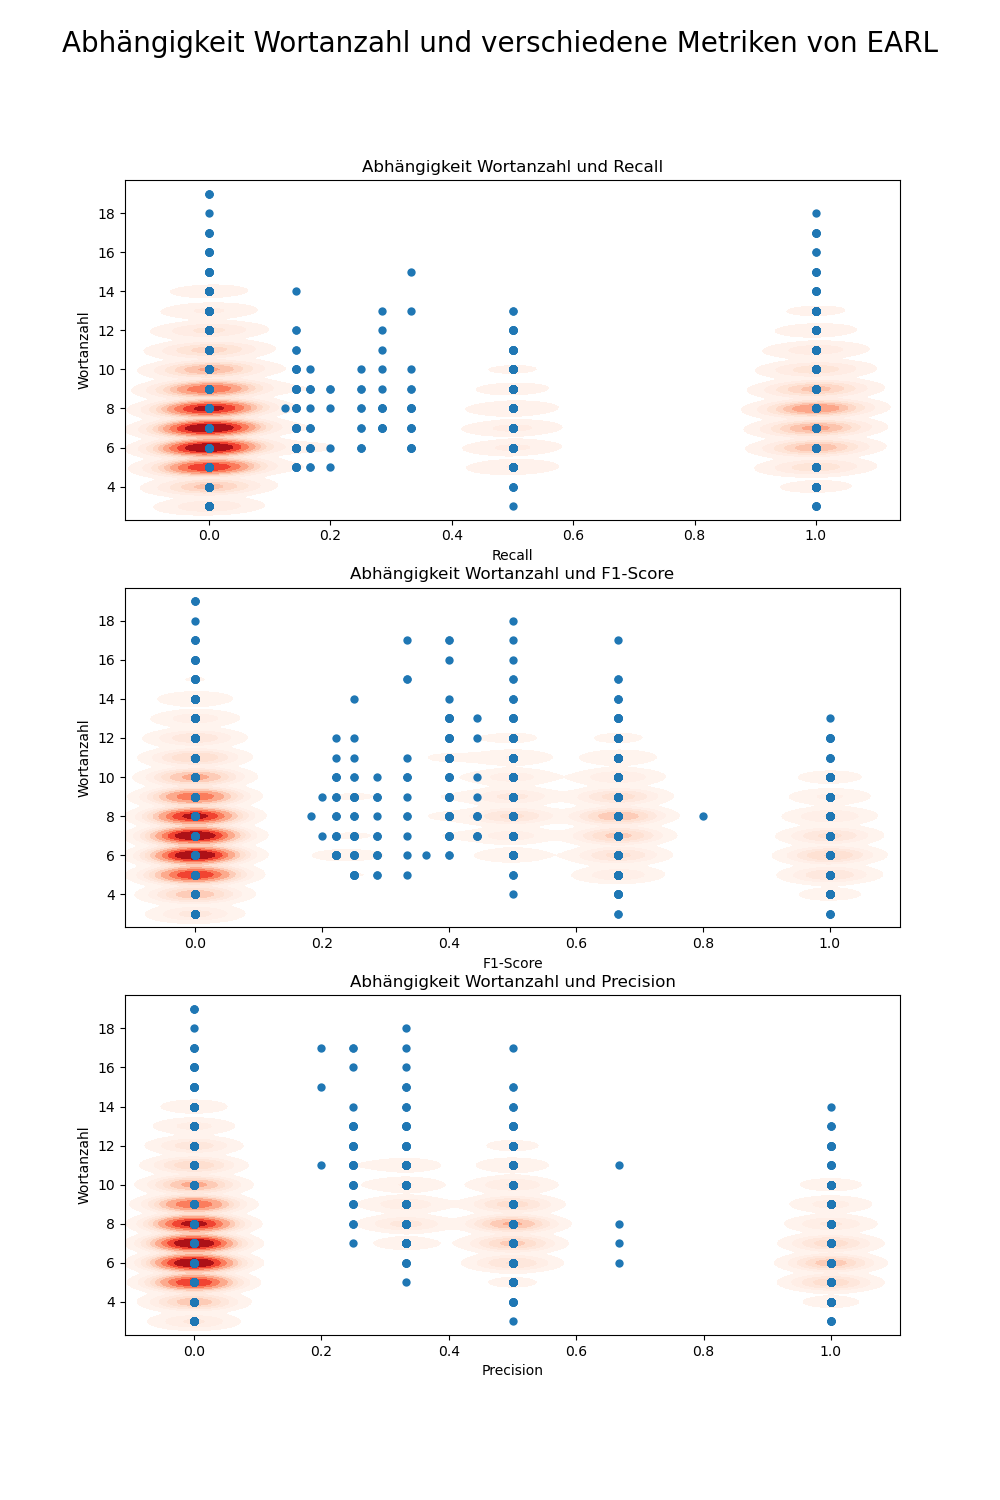 Abhängigkeit Wortanzahl und verschiedene Metriken von EARL
Abhängigkeit Wortanzahl und Recall
Wortanzahl
18
16
14
12
10
8
6
4
0.0 0.2 0.4 0.6 0.8 1.0
Recall
Abhängigkeit Wortanzahl und F1-Score
Wortanzahl
18
16
14
12
10
8
6
4
0.0 0.2 0.4 0.6 0.8 1.0
F1-Score
Abhängigkeit Wortanzahl und Precision
Wortanzahl
18
16
14
12
10
8
6
4
0.0 0.2 0.4 0.6 0.8 1.0
Precision